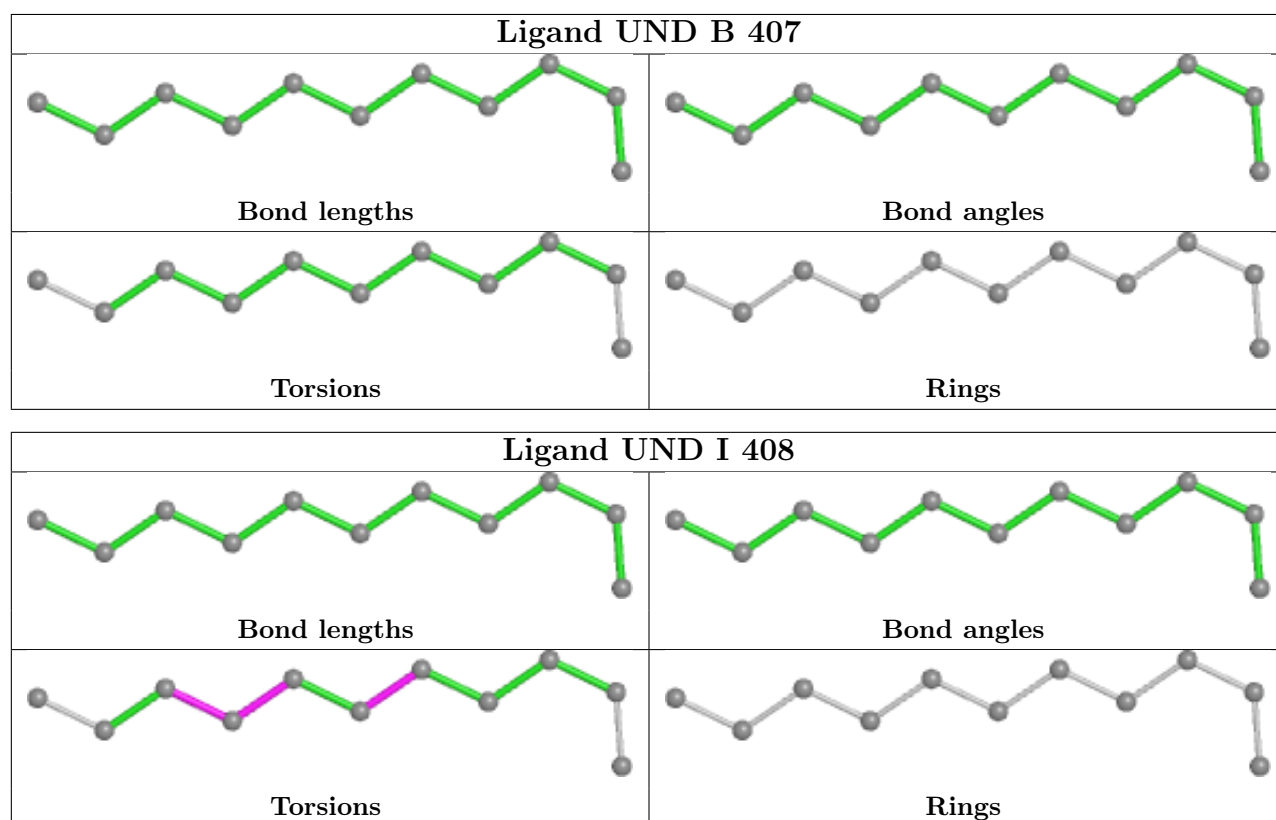 Ligand UND B 407
Bond lengths
Bond angles
Torsions
Rings
Ligand UND I 408
Bond lengths
Bond angles
Torsions
Rings